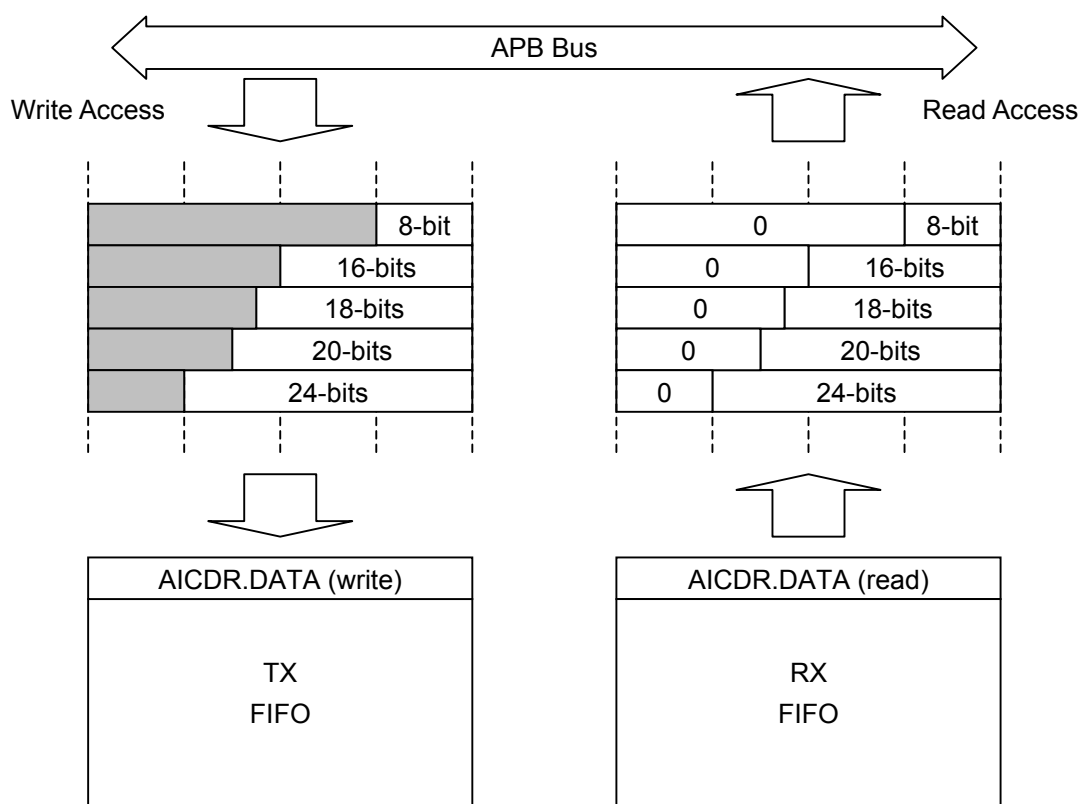 APB Bus
Write Access
Read Access
8-bit
16-bits
18-bits
20-bits
24-bits
0 8-bit
0 16-bits
0 18-bits
0 20-bits
0 24-bits
AICDR.DATA (write)
TX
FIFO
AICDR.DATA (read)
RX
FIFO